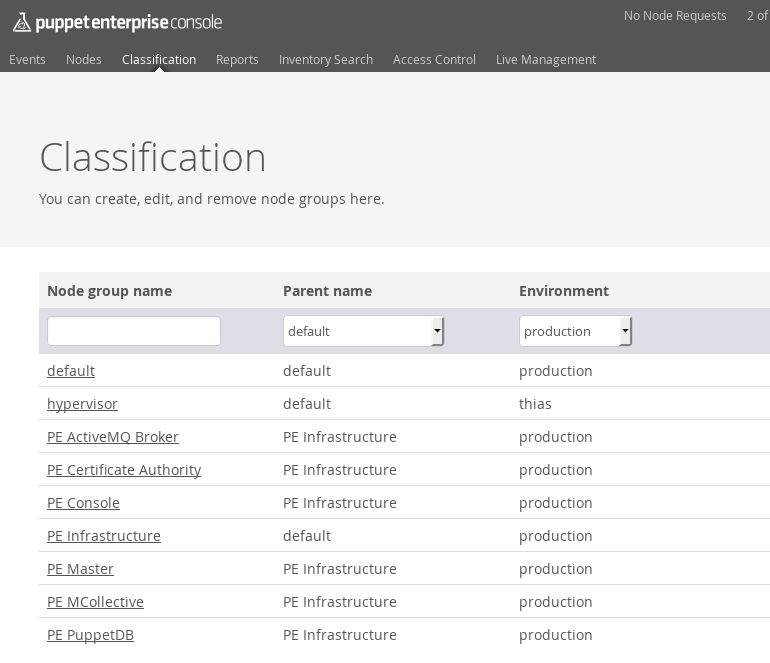 puppet enterprise console
No Node Requests 2 of
Events Nodes Classification Reports Inventory Search Access Control Live Management
Classification
You can create, edit, and remove node groups here.
Node group name Parent name Environment
default production
default default production
hypervisor default thias
PE ActiveMQ Broker PE Infrastructure production
PE Certificate Authority PE Infrastructure production
PE Console PE Infrastructure production
PE Infrastructure default production
PE Master PE Infrastructure production
PE MCollective PE Infrastructure production
PE PuppetDB PE Infrastructure production